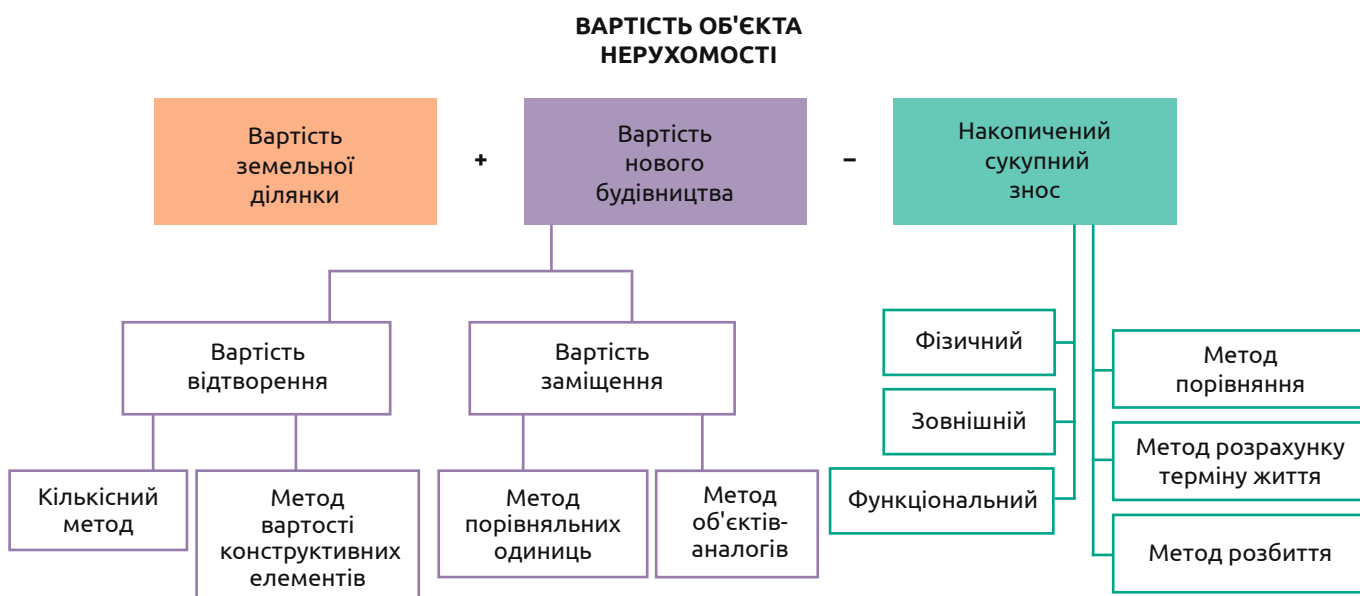 ВАРТІСТЬ ОБ'ЄКТА
НЕРУХОМОСТІ
Вартість
земельної
ділянки
+
Вартість
нового
будівництва
–
Накопичений
сукупний
знос
Вартість
відтворення
Вартість
заміщення
Кількісний
метод
Метод
вартості
конструктивних
елементів
Метод
порівняльних
одиниць
Метод
об'єктів-
аналогів
Фізичний
Зовнішній
Функціональний
Метод
порівняння
Метод розрахунку
терміну життя
Метод розбиття